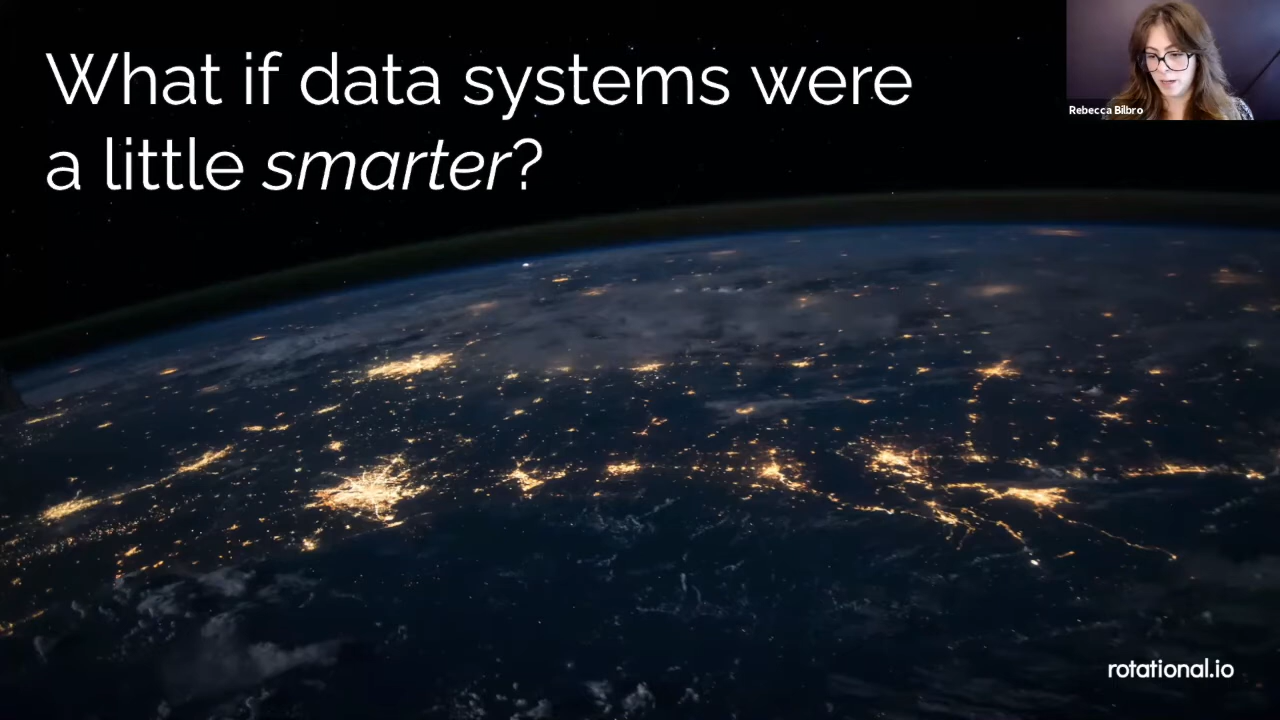 What if data systems were
a little smarter?
Rebecca Bilbro
rotational.io